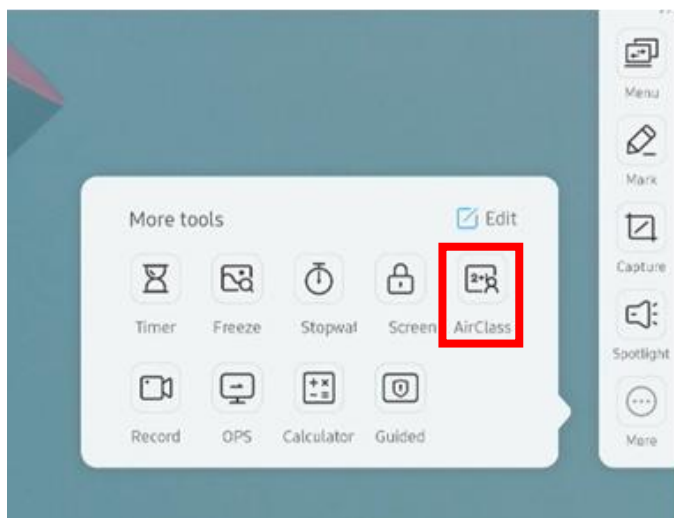 Menu
Mark
More tools
Edit
Capture
Timer
Freeze
Stopwat
Screen
AirClass
Spotlight
Record
OPS
Calculator
Guided
More